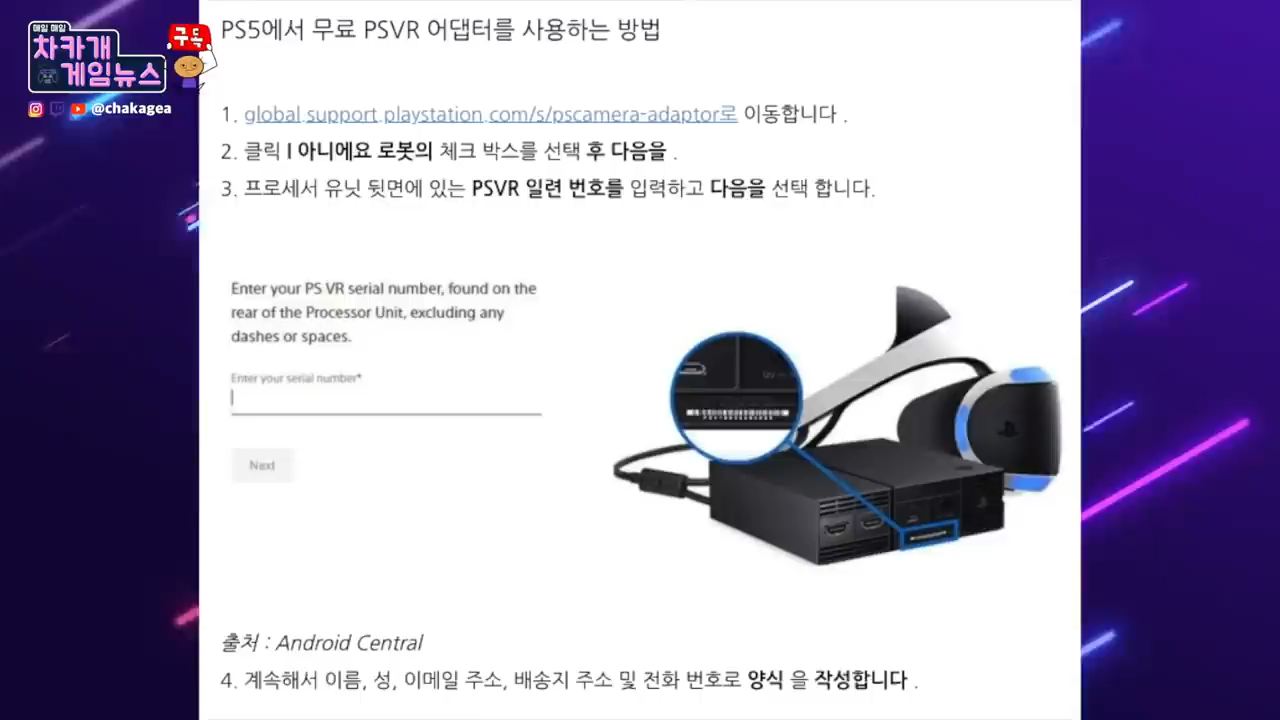 매일 매일
차카개
게임뉴스
구독
@chakagea
PS5에서 무료 PSVR 어댑터를 사용하는 방법
1. global.support.playstation.com/s/pscamera-adaptor로 이동합니다 .
2. 클릭 I 아니에요 로봇의 체크 박스를 선택 후 다음을 .
3. 프로세서 유닛 뒷면에 있는 PSVR 일련 번호를 입력하고 다음을 선택 합니다.
Enter your PS VR serial number, found on the
rear of the Processor Unit, excluding any
dashes or spaces.
Enter your serial number*
Next
출처 : Android Central
4. 계속해서 이름, 성, 이메일 주소, 배송지 주소 및 전화 번호로 양식 을 작성합니다 .